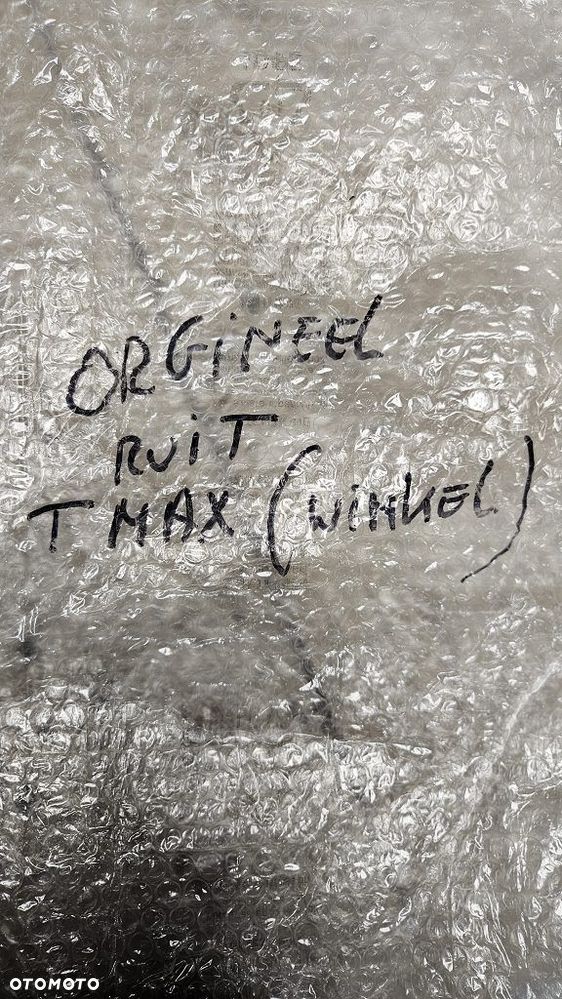 ORGINEEL
RUIT
T MAX (WINKEL)
OTOMOTO